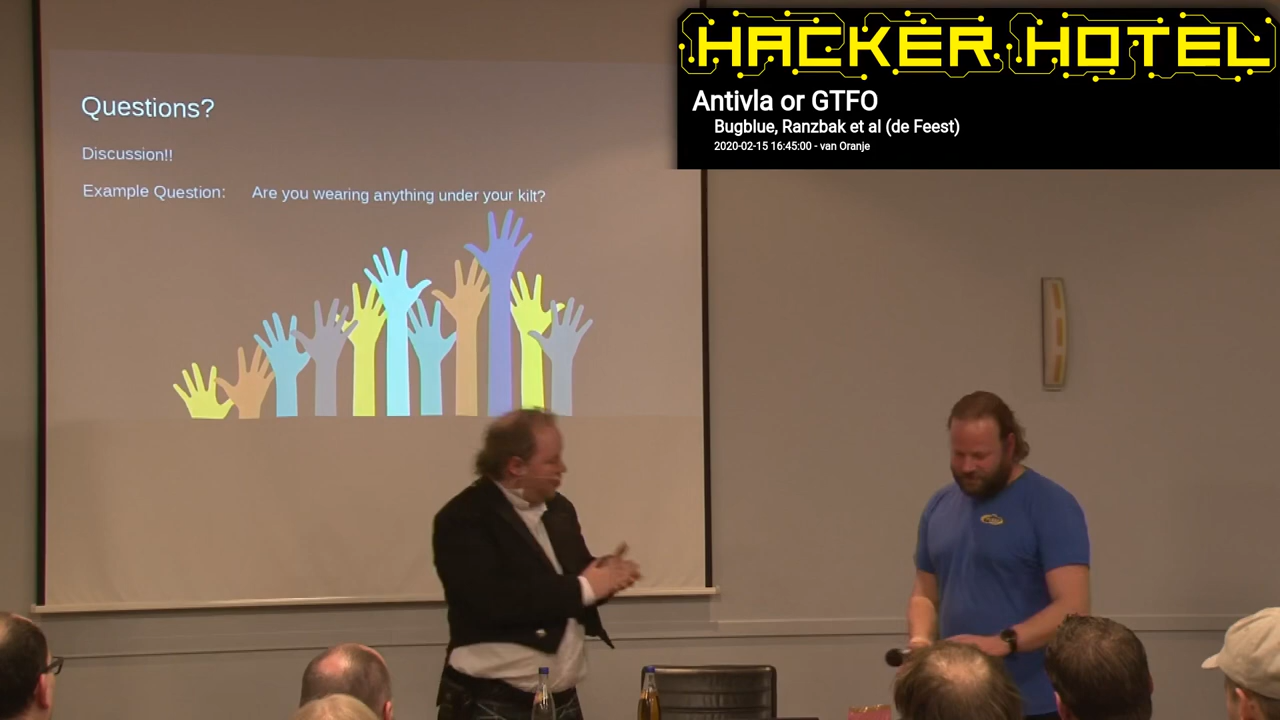 HACKER HOTEL
Antivla or GTFO
Bugblue, Ranzbak et al (de Feest)
2020-02-15 16:45:00 - van Oranje
Questions?
Discussion!!
Example Question: Are you wearing anything under your kilt?